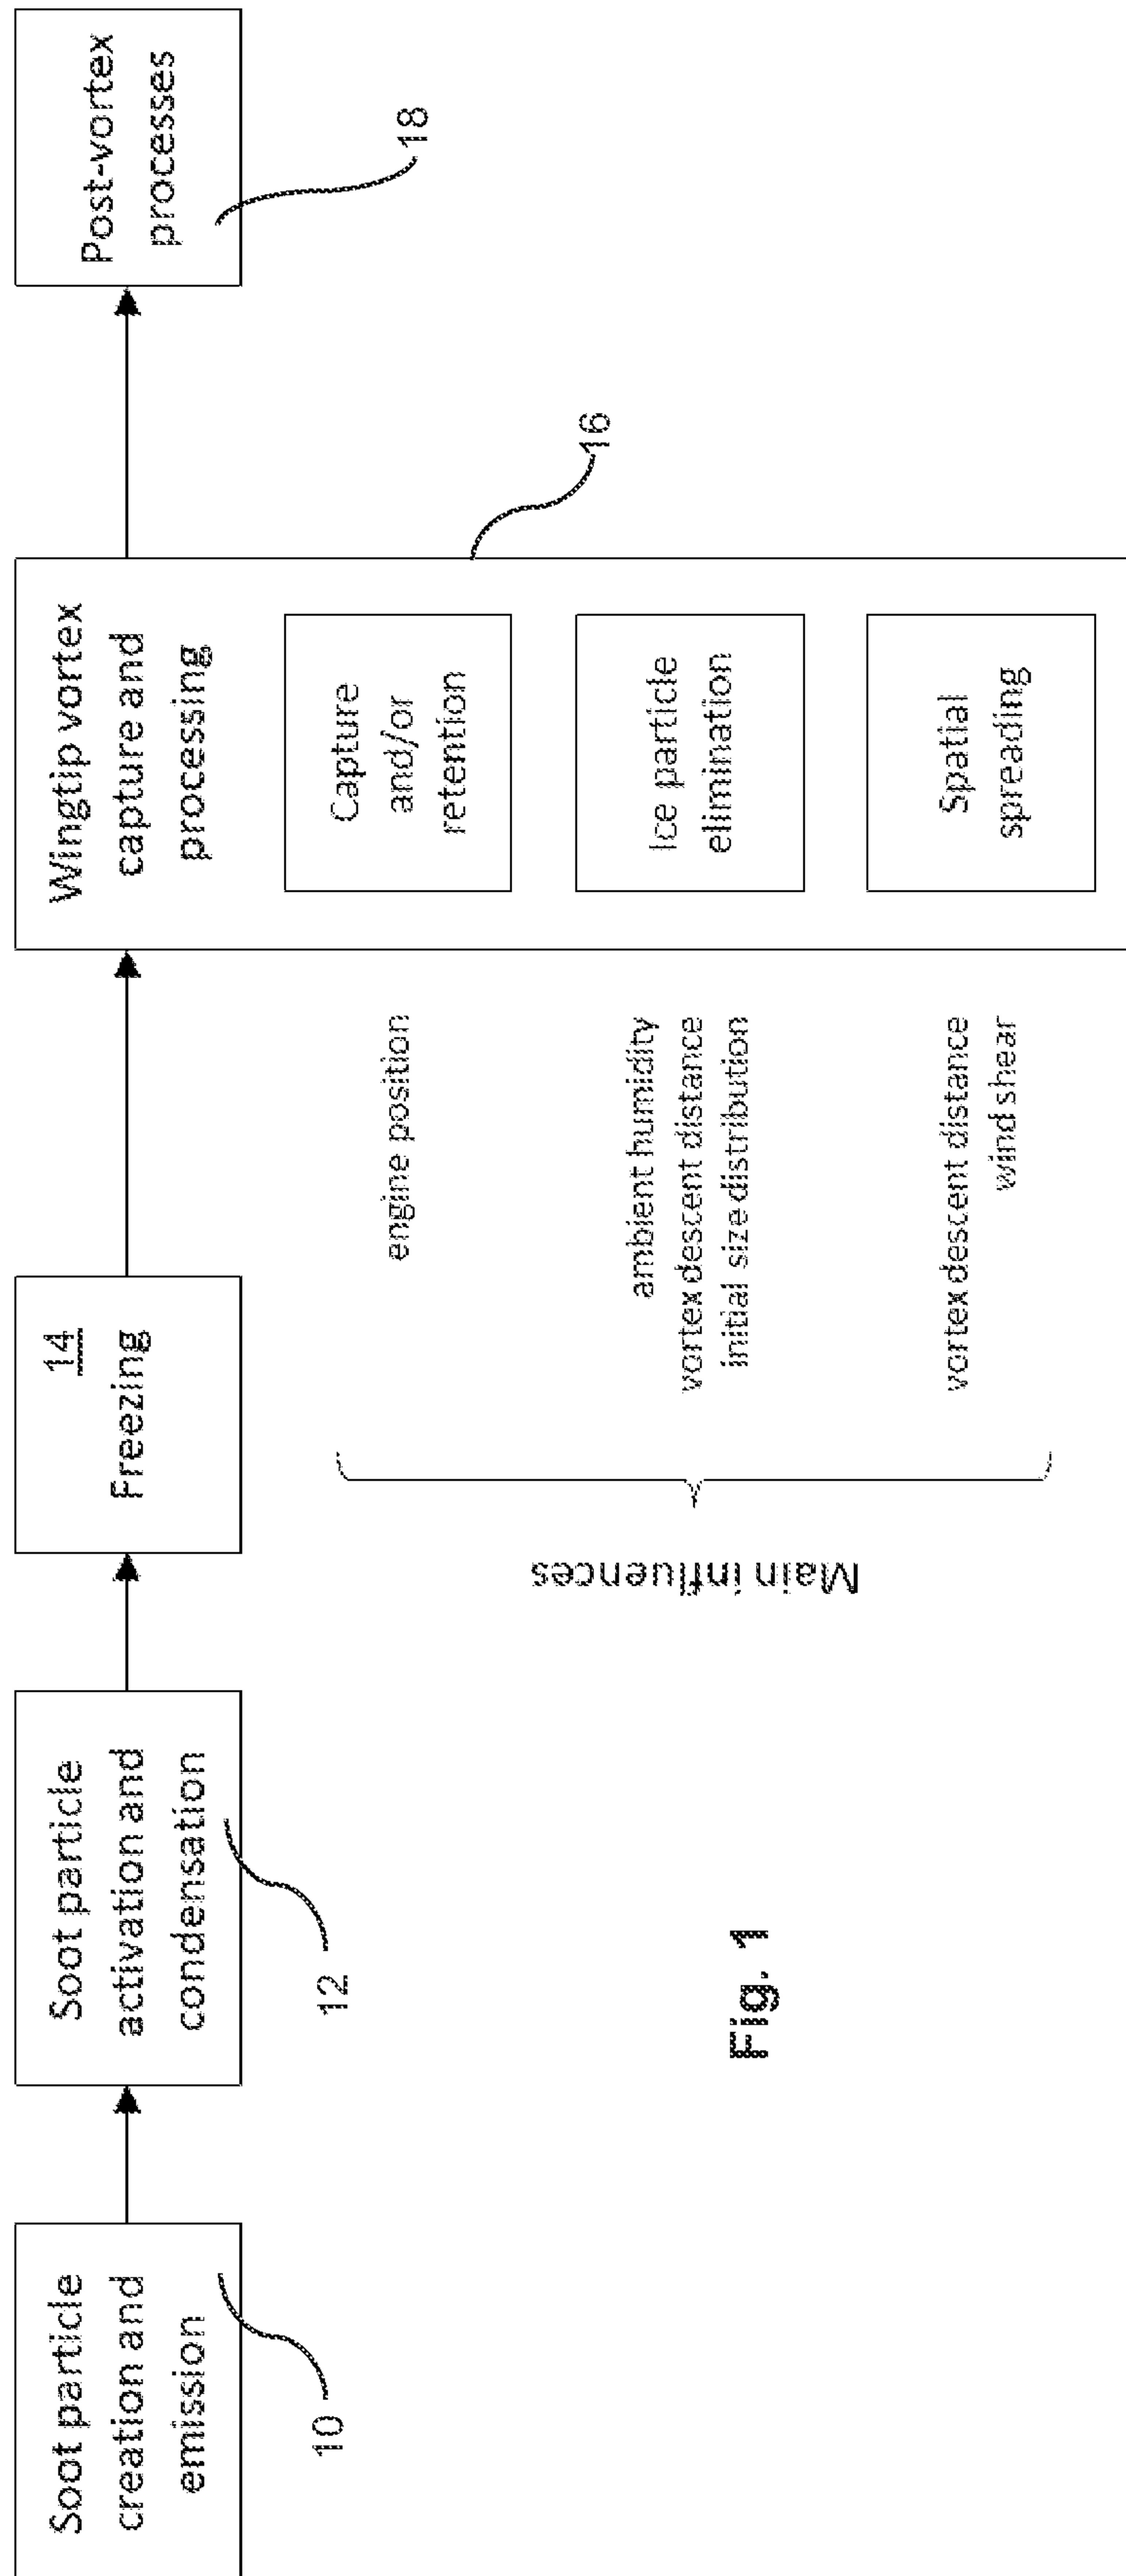 Soot particle
creation and
emission
10
Soot particle
activation and
condensation
12
14
Freezing
Wingtip vortex
capture and
processing
16
Capture
and/or
retention
Ice particle
elimination
Spatial
spreading
Post-vortex
processes
18
Main influences
engine position
ambient humidity
vortex descent distance
initial size distribution
vortex descent distance
wind shear
Fig. 1